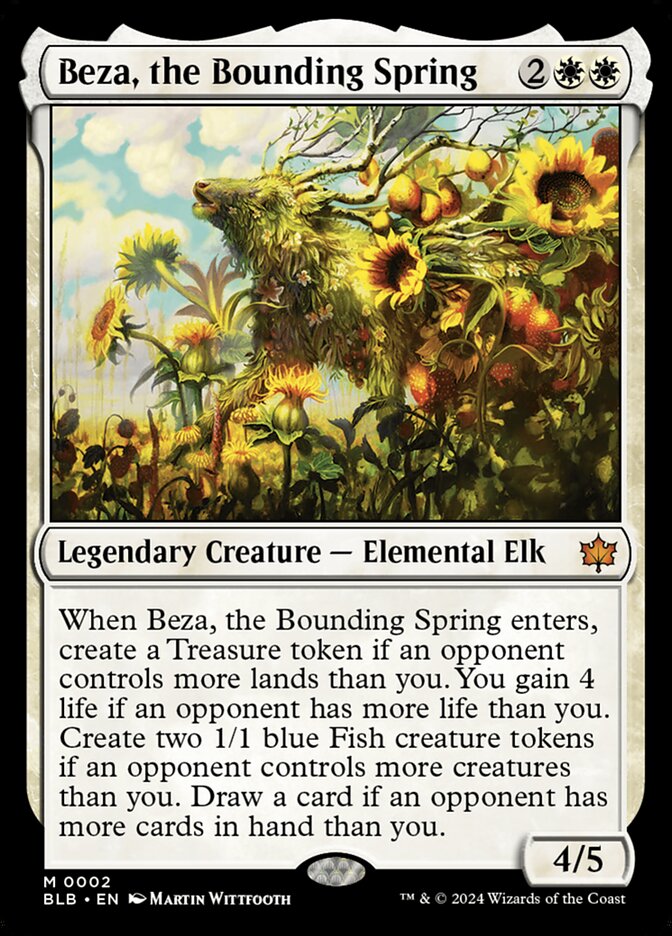 Beza, the Bounding Spring 2
Legendary Creature — Elemental Elk
When Beza, the Bounding Spring enters,
create a Treasure token if an opponent
controls more lands than you. You gain 4
life if an opponent has more life than you.
Create two 1/1 blue Fish creature tokens
if an opponent controls more creatures
than you. Draw a card if an opponent has
more cards in hand than you.
4/5
M 0002
BLB • EN Martin Wittfooth
™ & © 2024 Wizards of the Coast